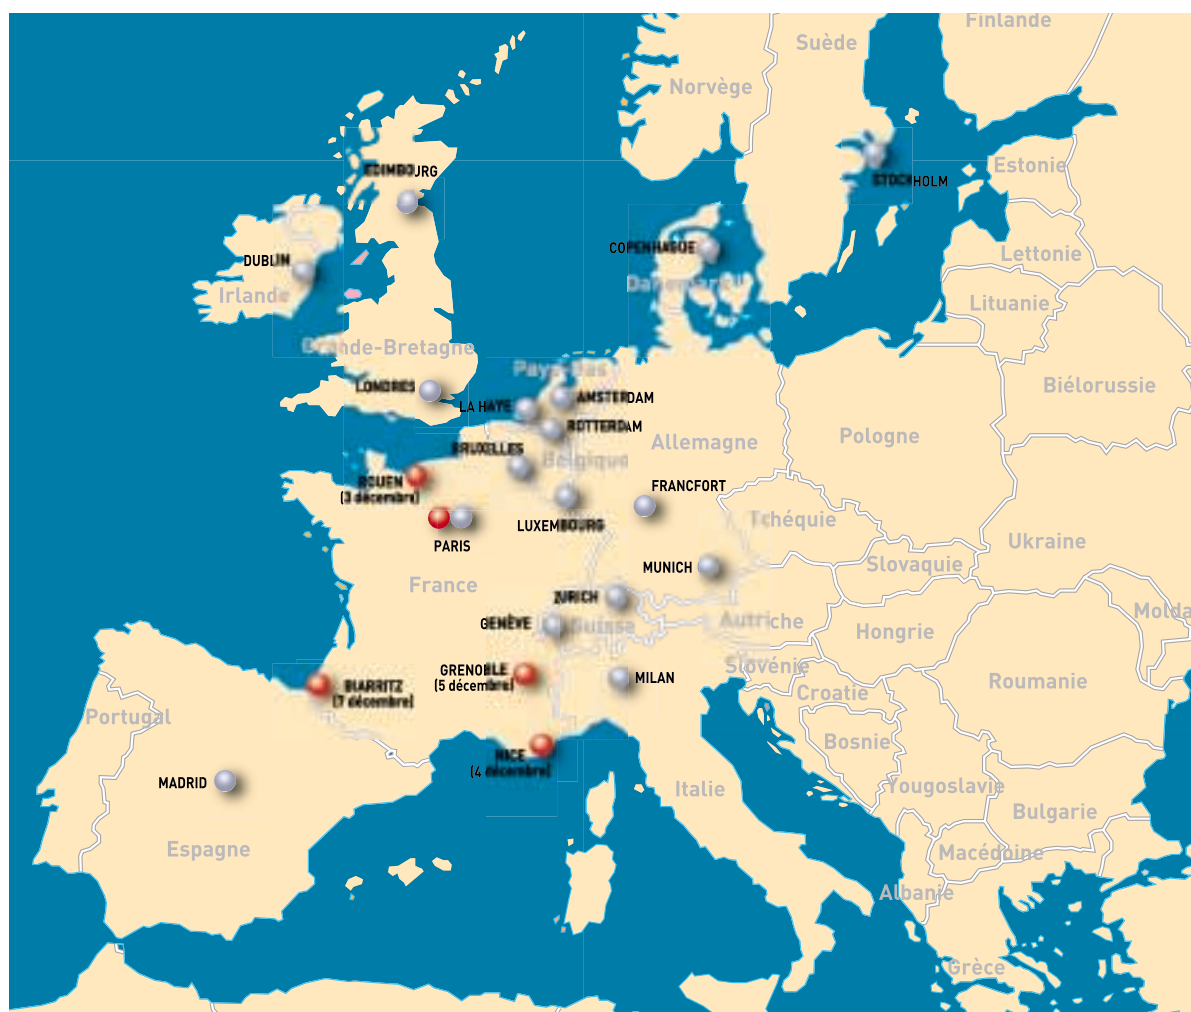 Finlande
Suède
Norvège
EDIMBOURG
Estonie
STOCKHOLM
COPENHAGUE
DUBLIN
Lettonie
Danemark
Irlande
Lituanie
Grande-Bretagne
Pays-Bas
LONDRES
Biélorussie
AMSTERDAM
LA HAYE
ROTTERDAM
Pologne
Allemagne
BRUXELLES
Belgique
ROUEN
(3 décembre)
FRANCFORT
Tchéquie
LUXEMBOURG
PARIS
Ukraine
Slovaquie
MUNICH
France
ZURICH
Molda
GENÈVE
Suisse
Autriche
Hongrie
Slovénie
GRENOBLE
(5 décembre)
MILAN
Roumanie
BIARRITZ
(7 décembre)
Croatie
Portugal
Bosnie
NICE
(4 décembre)
MADRID
Italie
Yougoslavie
Bulgarie
Espagne
Macédoine
Albanie
Grèce